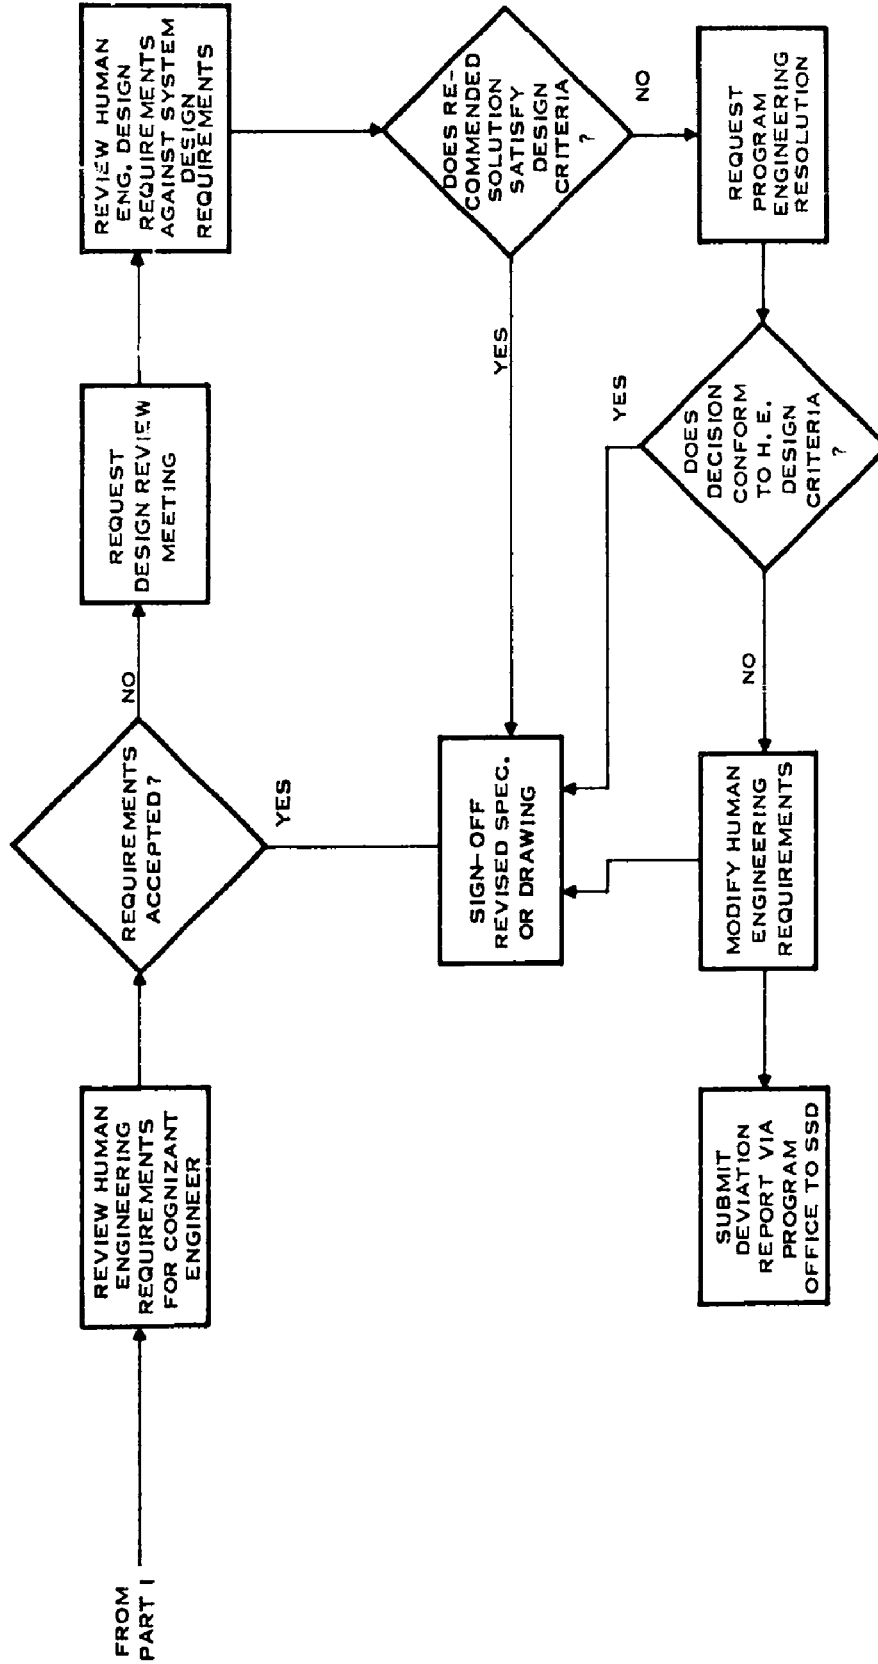 FROM
PART I
REVIEW HUMAN
ENGINEERING
REQUIREMENTS
FOR COGNIZANT
ENGINEER
REQUIREMENTS
ACCEPTED?
NO
YES
REQUEST
DESIGN REVIEW
MEETING
REVIEW HUMAN
ENG. DESIGN
REQUIREMENTS
AGAINST SYSTEM
DESIGN
REQUIREMENTS
DOES RE-
COMMENDED
SOLUTION
SATISFY
DESIGN
CRITERIA
?
YES
NO
SIGN-OFF
REVISED SPEC.
OR DRAWING
REQUEST
PROGRAM
ENGINEERING
RESOLUTION
DOES
DECISION
CONFORM
TO H. E.
DESIGN
CRITERIA
?
YES
NO
MODIFY HUMAN
ENGINEERING
REQUIREMENTS
SUBMIT
DEVIATION
REPORT VIA
PROGRAM
OFFICE TO SSD